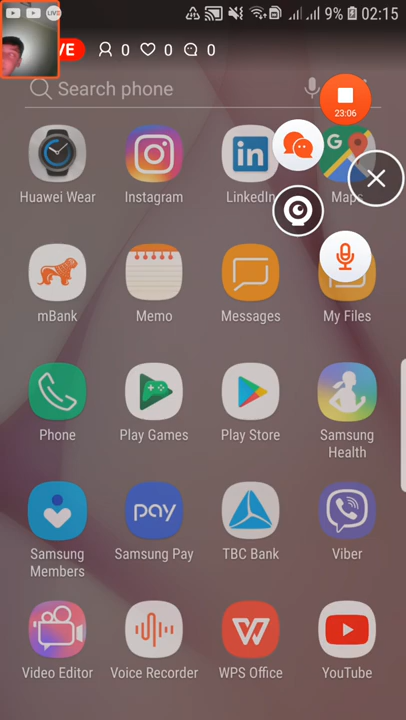 LIVE
9% 02:15
VE 0 0 0
Search phone
23:06
G
in
Huawei Wear Instagram LinkedIn Maps
mBank Memo Messages My Files
Phone Play Games Play Store Samsung Health
pay
Samsung Members Samsung Pay TBC Bank Viber
W
Video Editor Voice Recorder WPS Office YouTube